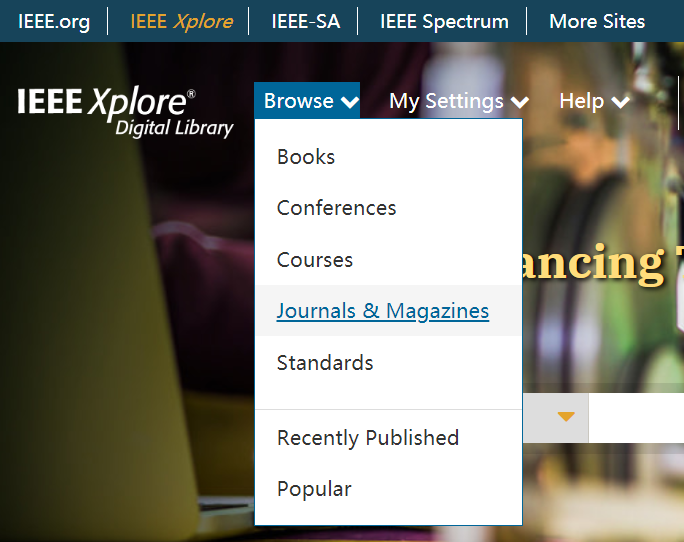 IEEE.org IEEE Xplore IEEE-SA IEEE Spectrum More Sites
IEEE Xplore®
Digital Library
Browse My Settings Help
Books
Conferences
Courses
ancing
Journals & Magazines
Standards
Recently Published
Popular